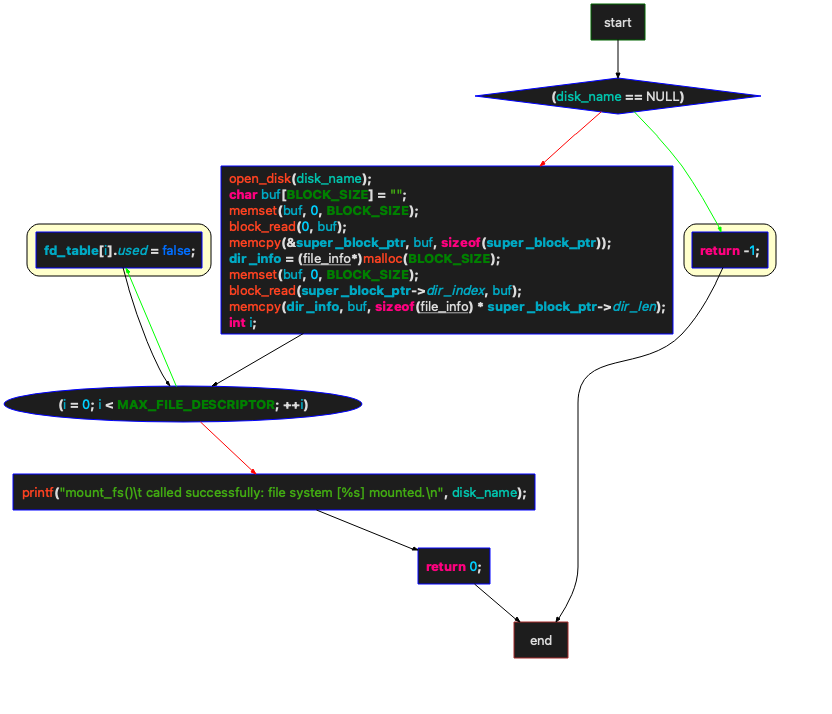 start
(disk_name == NULL)
open_disk(disk_name);
char buf[BLOCK_SIZE] = "";
memset(buf, 0, BLOCK_SIZE);
block_read(0, buf);
memcpy(&super_block_ptr, buf, sizeof(super_block_ptr));
dir_info = (file_info*)malloc(BLOCK_SIZE);
memset(buf, 0, BLOCK_SIZE);
block_read(super_block_ptr->dir_index, buf);
memcpy(dir_info, buf, sizeof(file_info) * super_block_ptr->dir_len);
int i;
fd_table[i].used = false;
return -1;
(i = 0; i < MAX_FILE_DESCRIPTOR; ++i)
printf("mount_fs()\t called successfully: file system [%s] mounted.\n", disk_name);
return 0;
end